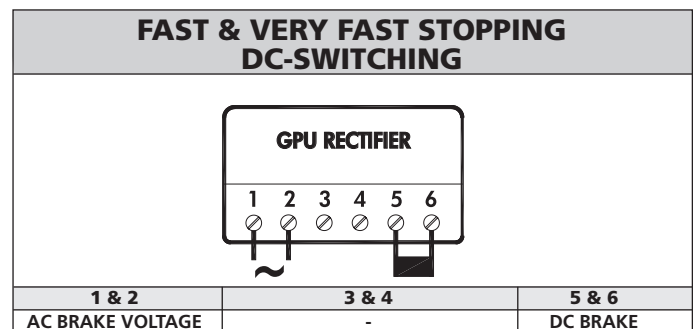 FAST & VERY FAST STOPPING
DC-SWITCHING
GPU RECTIFIER
1 2 3 4 5 6
~
1 & 2 3 & 4 5 & 6
AC BRAKE VOLTAGE - DC BRAKE